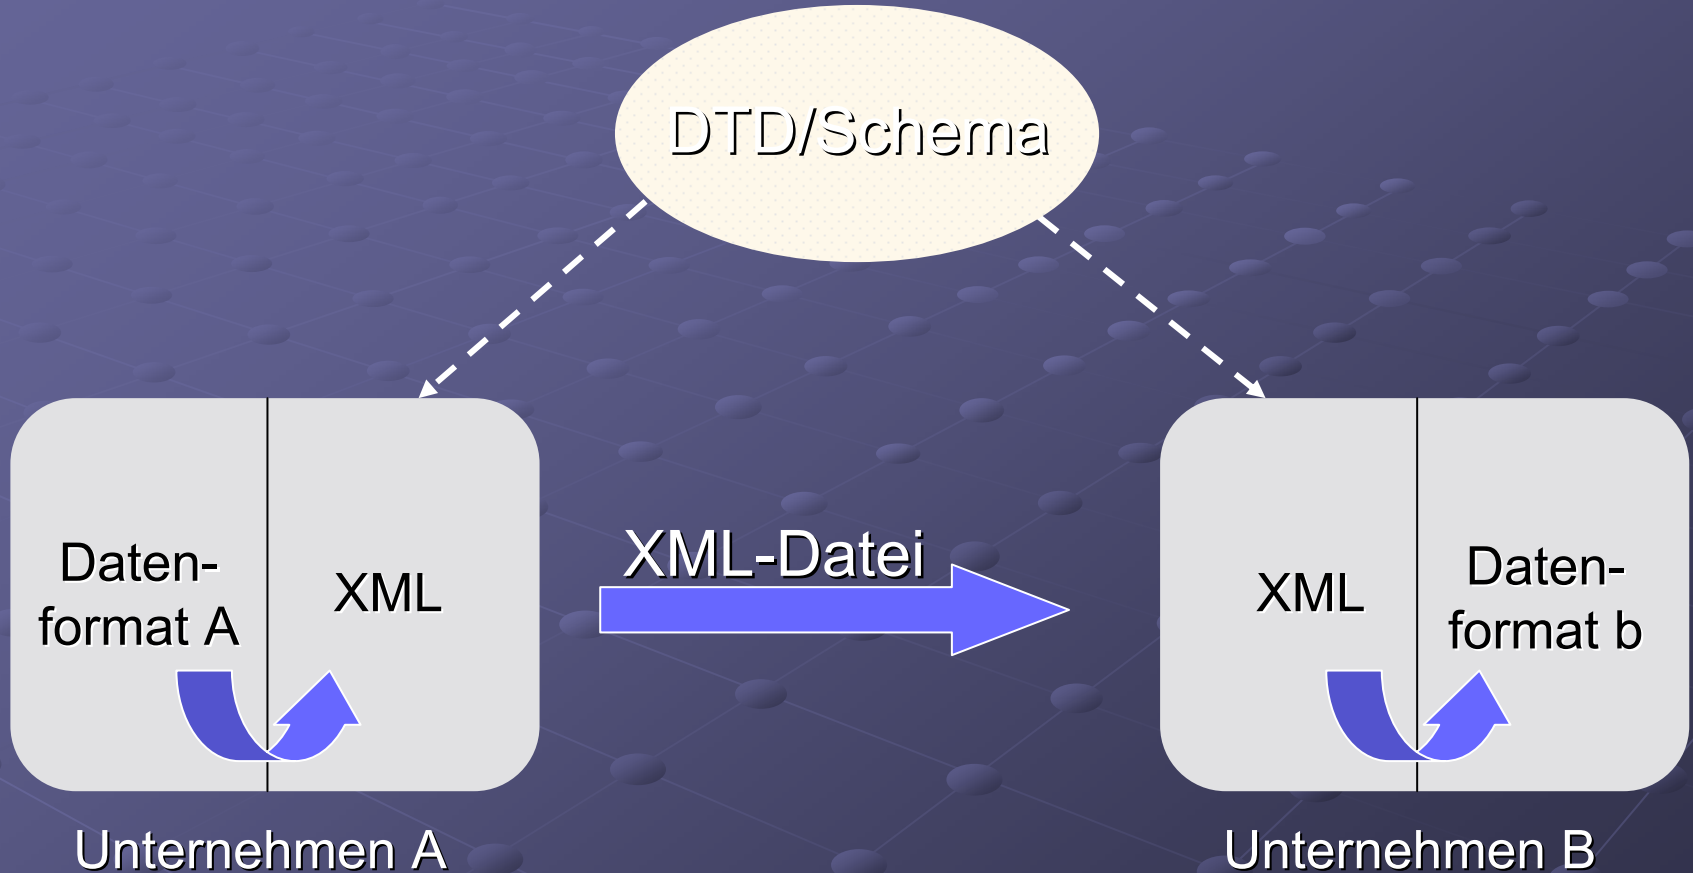 DTD/Schema
Daten-
format A
XML
XML-Datei
XML
Daten-
format b
Unternehmen A
Unternehmen B